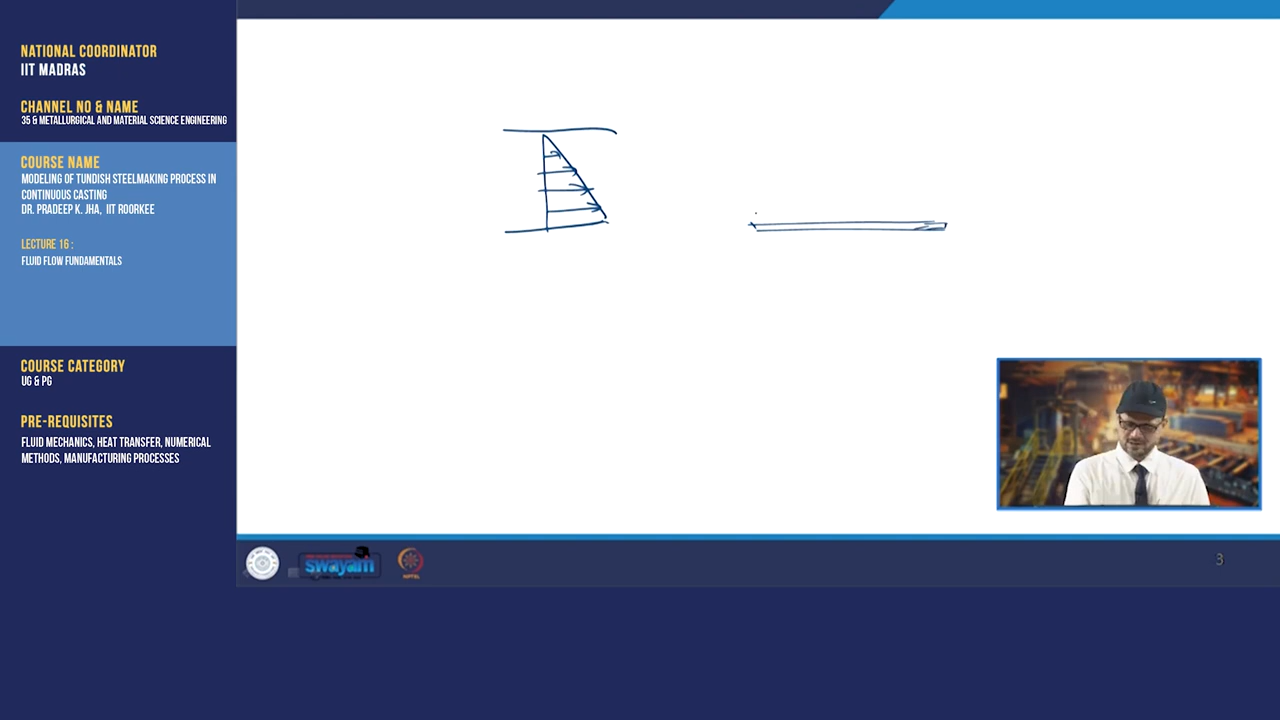 NATIONAL COORDINATOR
IIT MADRAS
CHANNEL NO & NAME
35 & METALLURGICAL AND MATERIAL SCIENCE ENGINEERING
COURSE NAME
MODELING OF TUNDISH STEELMAKING PROCESS IN
CONTINUOUS CASTING
DR. PRADEEP K. JHA, IIT ROORKEE
LECTURE 16 :
FLUID FLOW FUNDAMENTALS
COURSE CATEGORY
UG & PG
PRE-REQUISITES
FLUID MECHANICS, HEAT TRANSFER, NUMERICAL
METHODS, MANUFACTURING PROCESSES
swayam
3